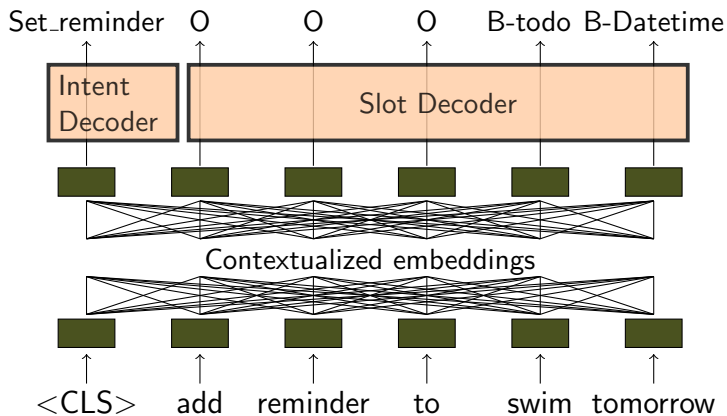 Set_reminder O O O B-todo B-Datetime
Intent
Decoder
Slot Decoder
Contextualized embeddings
<CLS> add reminder to swim tomorrow